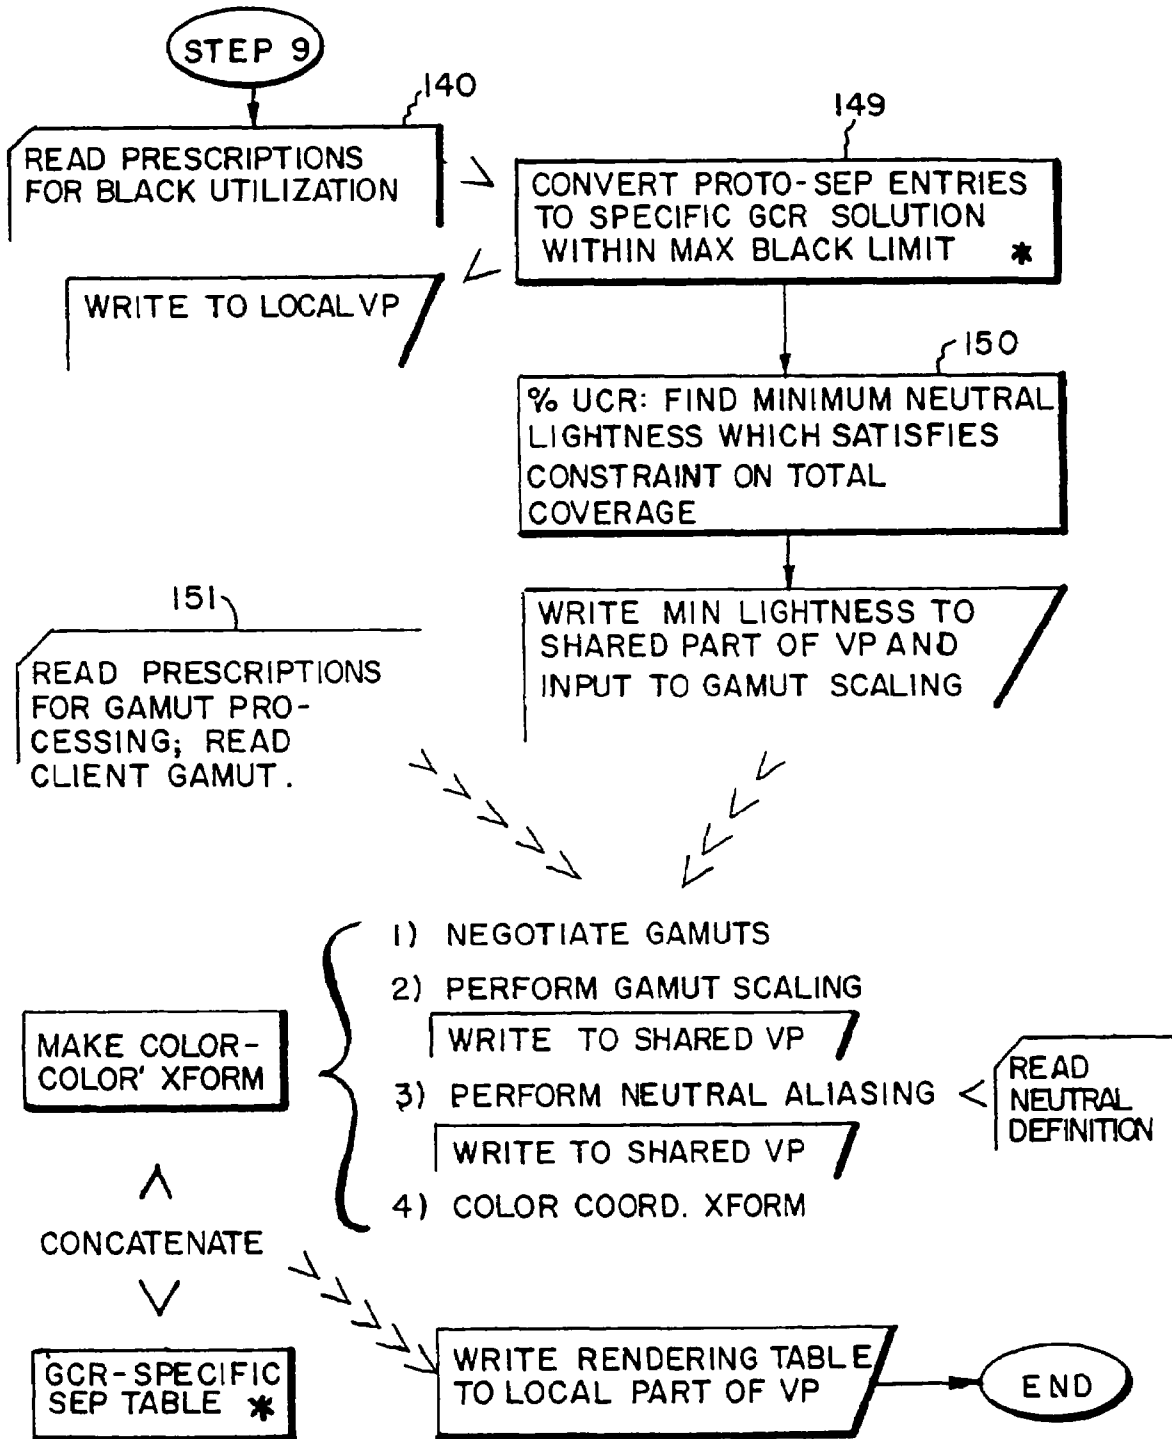 STEP 9
140
READ PRESCRIPTIONS
FOR BLACK UTILIZATION
149
CONVERT PROTO-SEP ENTRIES
TO SPECIFIC GCR SOLUTION
WITHIN MAX BLACK LIMIT *
WRITE TO LOCAL VP
150
% UCR: FIND MINIMUM NEUTRAL
LIGHTNESS WHICH SATISFIES
CONSTRAINT ON TOTAL
COVERAGE
WRITE MIN LIGHTNESS TO
SHARED PART OF VP AND
INPUT TO GAMUT SCALING
151
READ PRESCRIPTIONS
FOR GAMUT PRO-
CESSING; READ
CLIENT GAMUT.
1) NEGOTIATE GAMUTS
2) PERFORM GAMUT SCALING
WRITE TO SHARED VP
3) PERFORM NEUTRAL ALIASING
WRITE TO SHARED VP
4) COLOR COORD. XFORM
READ
NEUTRAL
DEFINITION
MAKE COLOR-
COLOR' XFORM
CONCATENATE
GCR-SPECIFIC
SEP TABLE *
WRITE RENDERING TABLE
TO LOCAL PART OF VP
END